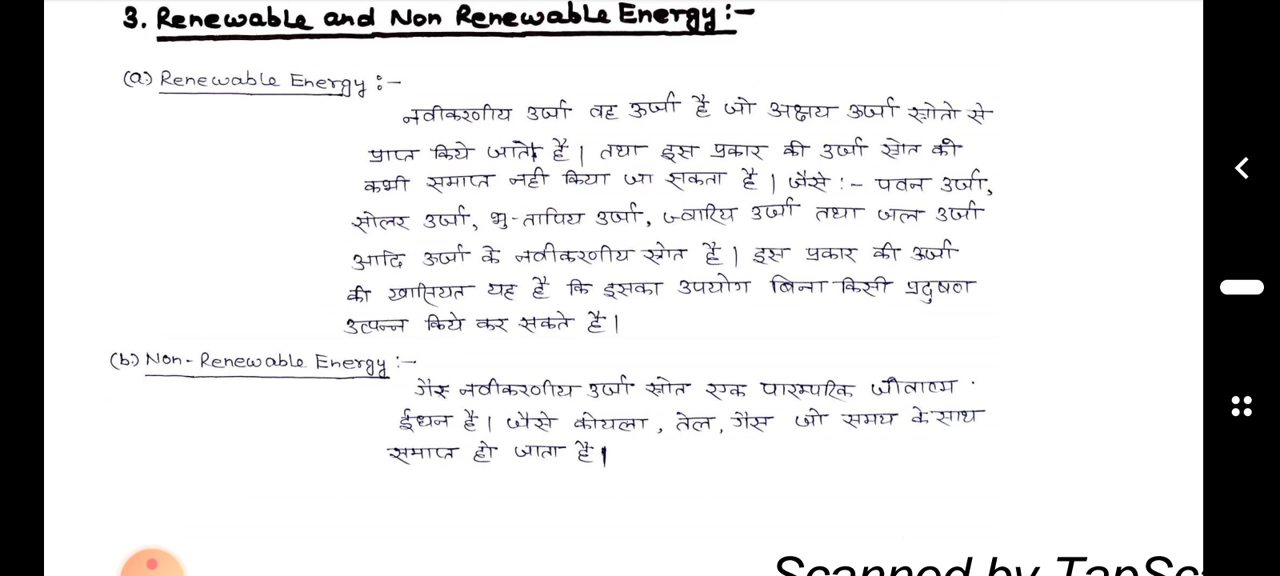 3. Renewable and Non Renewable Energy :-
(a) Renewable Energy :-
नवीकरणीय उर्जा वह ऊर्जा है जो अक्षय ऊर्जा स्रोतो से
प्राप्त किये जाते है। तथा इस प्रकार की उर्जा स्रोत को
कभी समाप्त नही किया जा सकता है। जैसे :- पवन उर्जा,
सोलर उर्जा, भु-तापिय उर्जा, ज्वारिय उर्जा तथा जल उर्जा
आदि ऊर्जा के नवीकरणीय स्रोत है। इस प्रकार की ऊर्जा
की खासियत यह है कि इसका उपयोग बिना किसी प्रदुषण
उत्पन्न किये कर सकते है।
(b) Non-Renewable Energy :-
गैर नवीकरणीय उर्जा स्रोत एक पारम्परिक जीवाश्म
ईंधन है। जैसे कोयला, तेल, गैस जो समय के साथ
समाप्त हो जाता है।
Scanned by TapSc